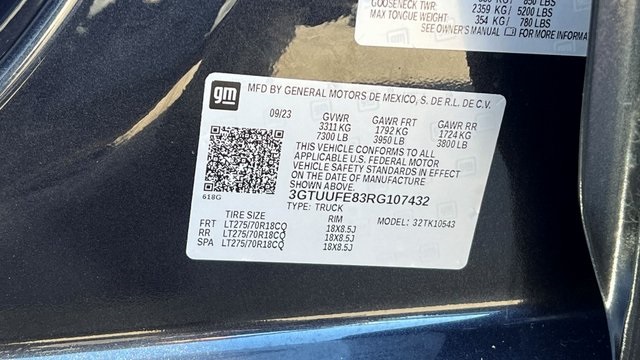 GOOSENECK TWR: 2359 KG/ 5200 LBS
MAX TONGUE WEIGHT: 354 KG / 780 LBS
SEE OWNER'S MANUAL FOR MORE INFORMA
gm MFD BY GENERAL MOTORS DE MEXICO, S. DE R.L. DE C.V.
09/23 GVWR GAWR FRT GAWR RR
3311 KG 1792 KG 1724 KG
7300 LB 3950 LB 3800 LB
THIS VEHICLE CONFORMS TO ALL
APPLICABLE U.S. FEDERAL MOTOR
VEHICLE SAFETY STANDARDS IN EFFECT
ON THE DATE OF MANUFACTURE
SHOWN ABOVE
618G 3GTUUFE83RG107432
TYPE: TRUCK
TIRE SIZE RIM MODEL: 32TK10543
FRT LT275/70R18CQ 18X8.5J
RR LT275/70R18CQ 18X8.5J
SPA LT275/70R18CQ 18X8.5J